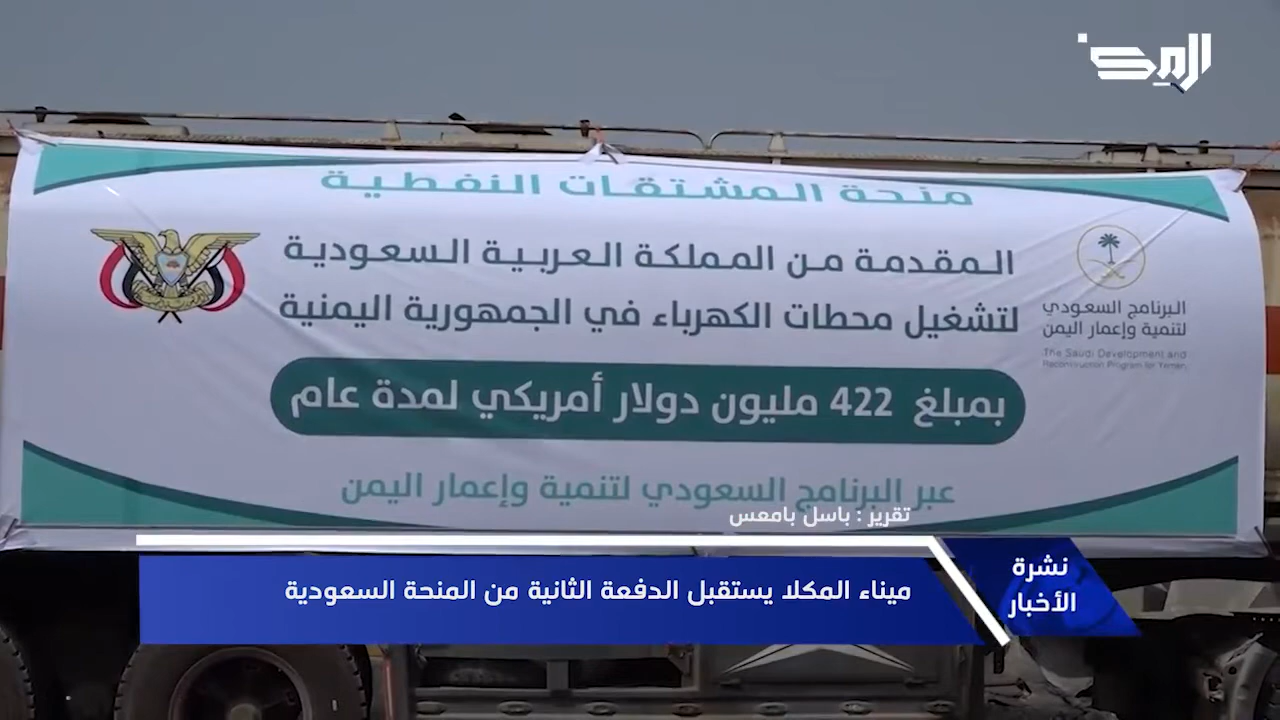 المهرة
منحة المشتقات النفطية
المقدمة من المملكة العربية السعودية
لتشغيل محطات الكهرباء في الجمهورية اليمنية
بمبلغ 422 مليون دولار أمريكي لمدة عام
عبر البرنامج السعودي لتنمية وإعمار اليمن
البرنامج السعودي
لتنمية وإعمار اليمن
The Saudi Development and
Reconstruction Program for Yemen
تقرير : باسل بامعس
نشرة
الأخبار
ميناء المكلا يستقبل الدفعة الثانية من المنحة السعودية